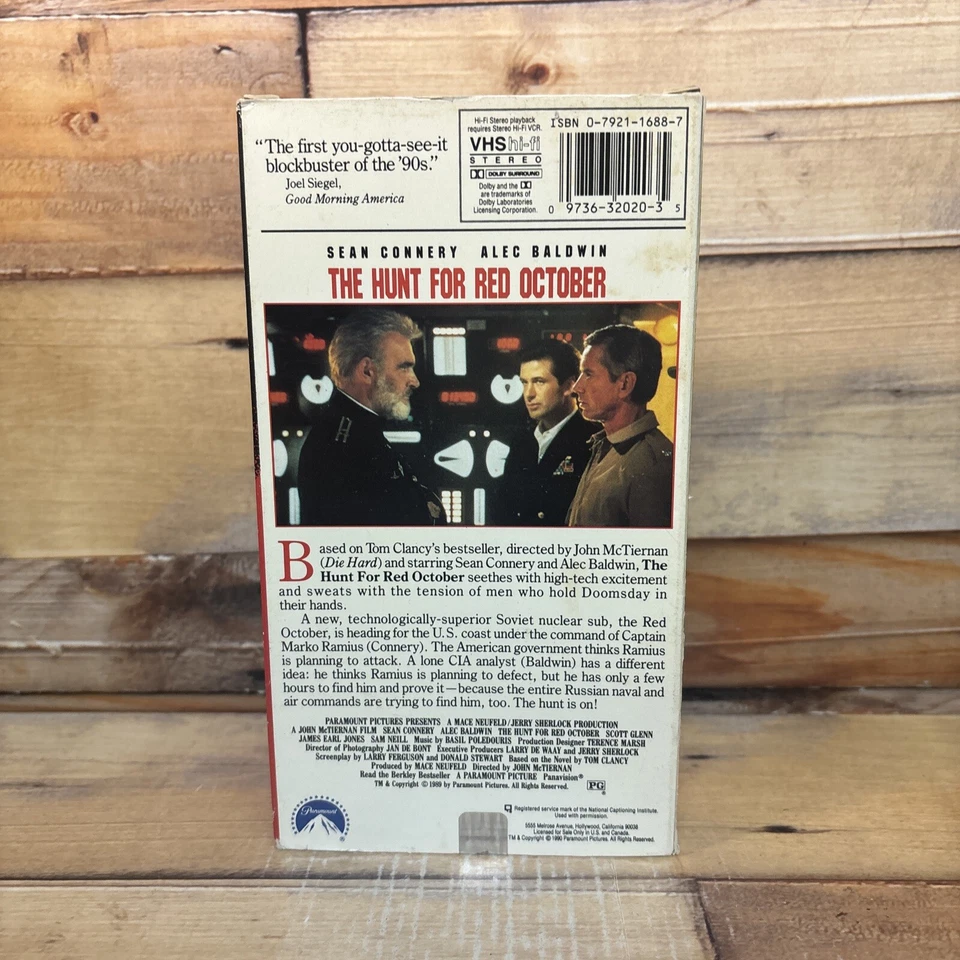 “The first you-gotta-see-it
blockbuster of the ’90s.”
Joel Siegel,
Good Morning America
Hi-Fi Stereo playback
requires Stereo Hi-Fi VCR.
VHS hi-fi
STEREO
DOLBY SURROUND
Dolby and the
are trademarks of
Dolby Laboratories
Licensing Corporation.
ISBN 0-7921-1688-7
0 9736-32020-3 5
SEAN CONNERY ALEC BALDWIN
THE HUNT FOR RED OCTOBER
Based on Tom Clancy’s bestseller, directed by John McTiernan
(Die Hard) and starring Sean Connery and Alec Baldwin, The
Hunt For Red October seethes with high-tech excitement
and sweats with the tension of men who hold Doomsday in
their hands.
A new, technologically-superior Soviet nuclear sub, the Red
October, is heading for the U.S. coast under the command of Captain
Marko Ramius (Connery). The American government thinks Ramius
is planning to attack. A lone CIA analyst (Baldwin) has a different
idea: he thinks Ramius is planning to defect, but he has only a few
hours to find him and prove it—because the entire Russian naval and
air commands are trying to find him, too. The hunt is on!
PARAMOUNT PICTURES PRESENTS A MACE NEUFELD/JERRY SHERLOCK PRODUCTION
A JOHN McTIERNAN FILM SEAN CONNERY ALEC BALDWIN THE HUNT FOR RED OCTOBER SCOTT GLENN
JAMES EARL JONES SAM NEILL Music by BASIL POLEDOURIS Production Designer TERENCE MARSH
Director of Photography JAN DE BONT Executive Producers LARRY DE WAAY and JERRY SHERLOCK
Screenplay by LARRY FERGUSON and DONALD STEWART Based on the Novel by TOM CLANCY
Produced by MACE NEUFELD Directed by JOHN McTIERNAN
Read the Berkley Bestseller A PARAMOUNT PICTURE Panavision®
TM & Copyright © 1989 by Paramount Pictures. All Rights Reserved.
PG
Paramount
®
Registered service mark of the National Captioning Institute.
Used with permission.
5555 Melrose Avenue, Hollywood, California 90038
Licensed for Sale Only in U.S. and Canada.
TM & Copyright © 1990 Paramount Pictures. All Rights Reserved.